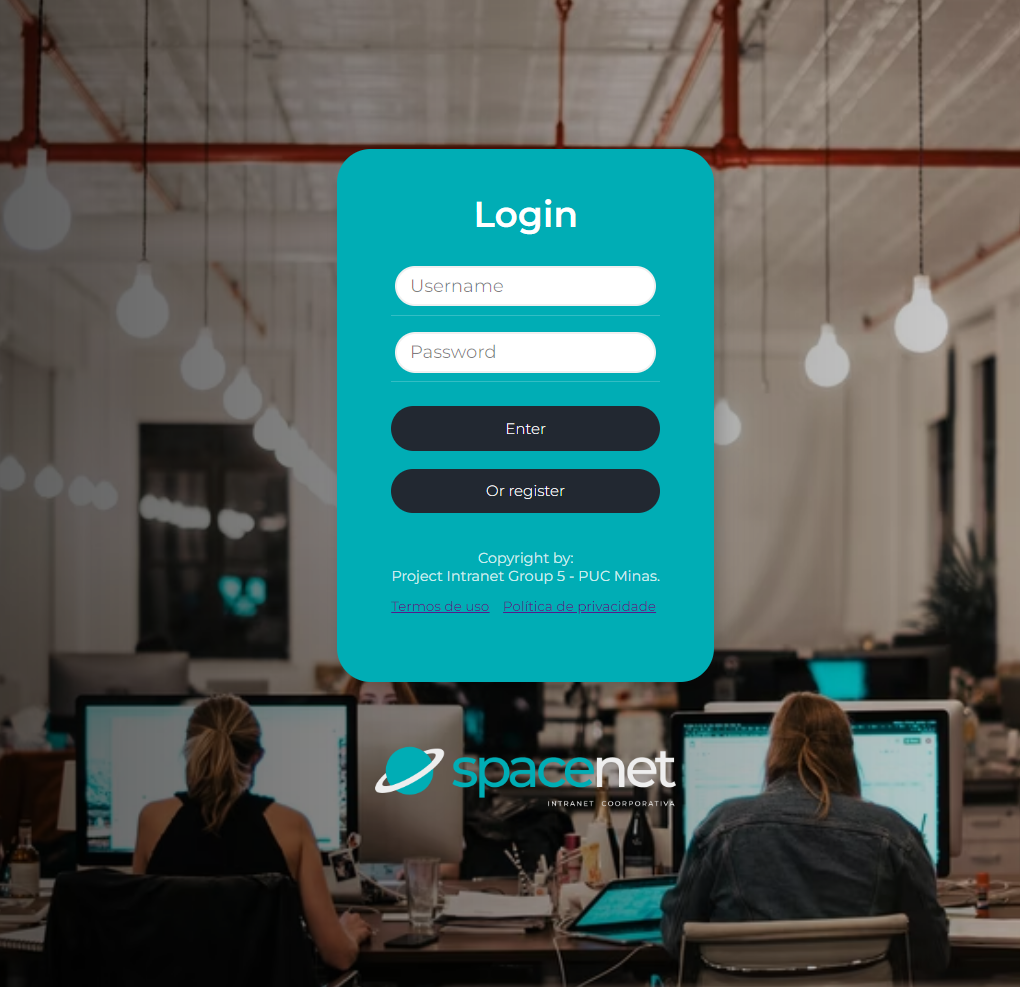 Login
Username
Password
Enter
Or register
Copyright by:
Project Intranet Group 5 - PUC Minas.
Termos de uso Política de privacidade
spacenet
INTRANET COORPORATIVA